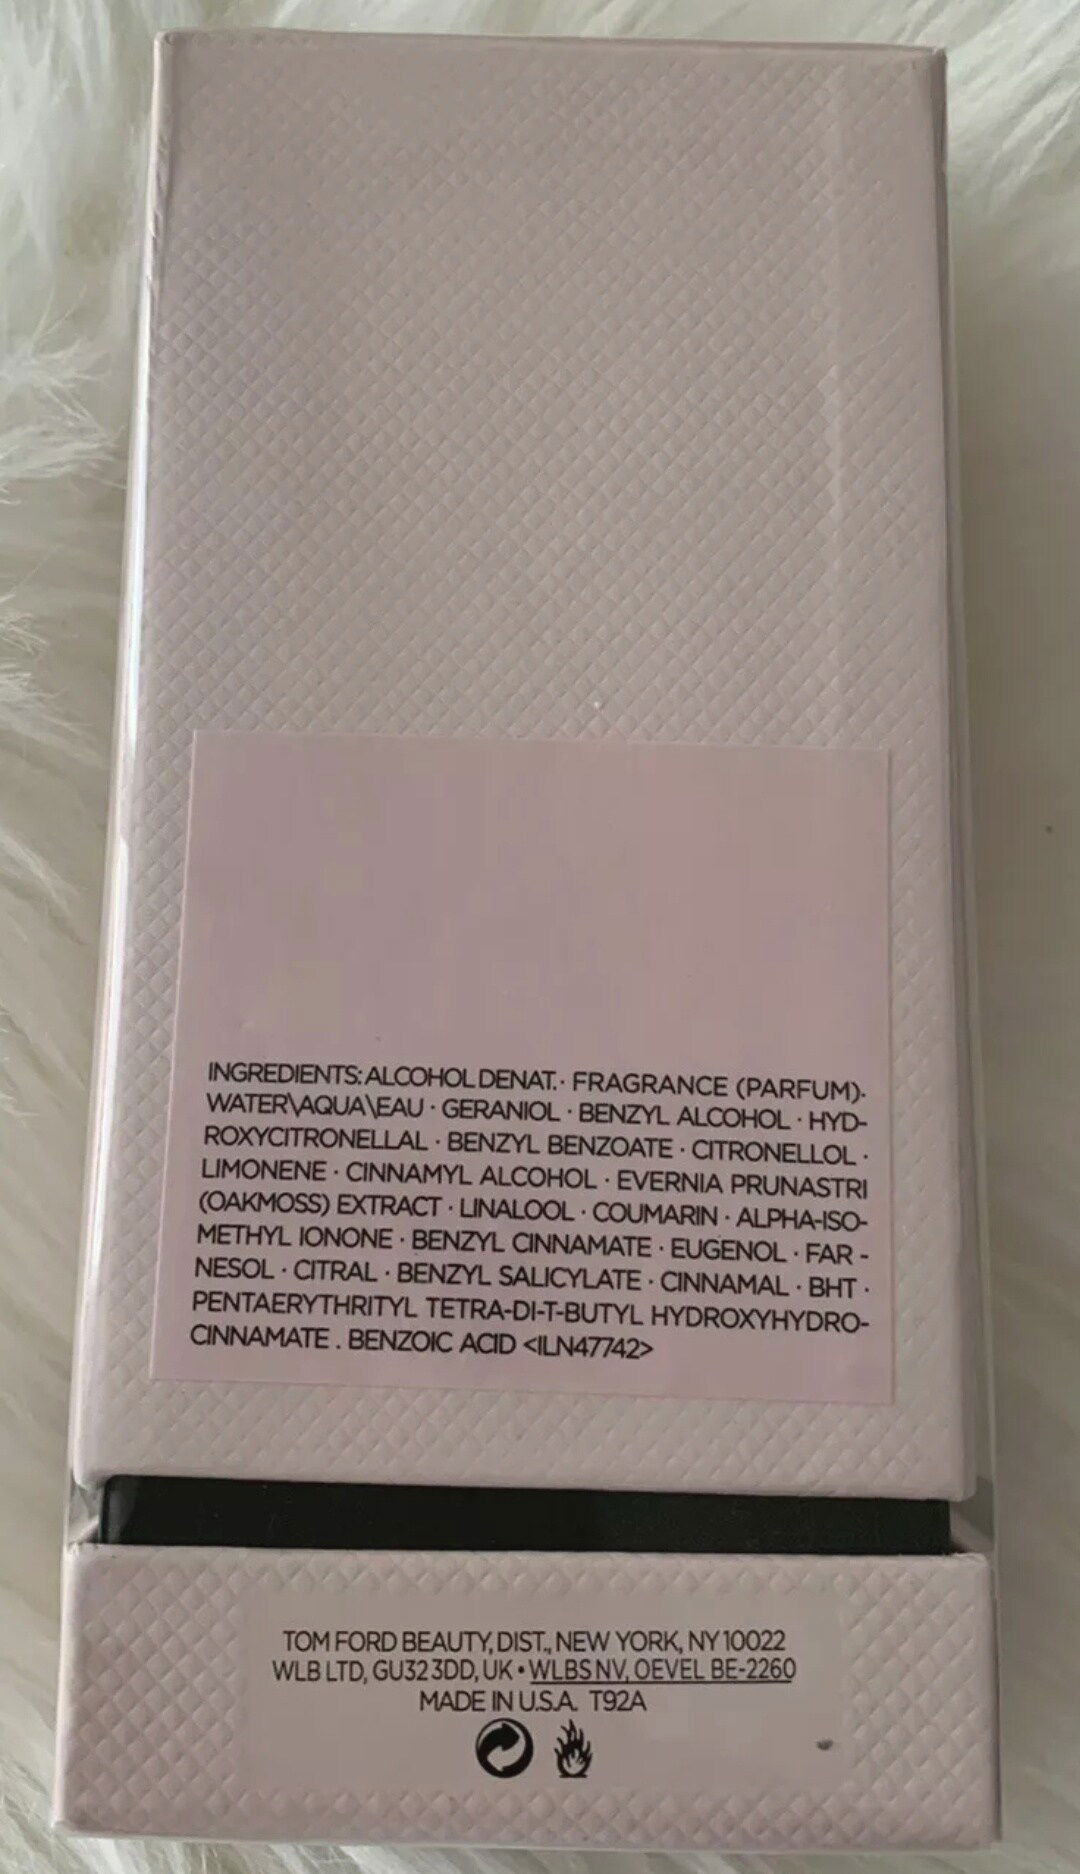 INGREDIENTS: ALCOHOL DENAT. · FRAGRANCE (PARFUM) ·
WATER\AQUA\EAU · GERANIOL · BENZYL ALCOHOL · HYD-
ROXYCITRONELLAL · BENZYL BENZOATE · CITRONELLOL ·
LIMONENE · CINNAMYL ALCOHOL · EVERNIA PRUNASTRI
(OAKMOSS) EXTRACT · LINALOOL · COUMARIN · ALPHA-ISO-
METHYL IONONE · BENZYL CINNAMATE · EUGENOL · FAR -
NESOL · CITRAL · BENZYL SALICYLATE · CINNAMAL · BHT ·
PENTAERYTHRITYL TETRA-DI-T-BUTYL HYDROXYHYDRO-
CINNAMATE . BENZOIC ACID <ILN47742>
TOM FORD BEAUTY, DIST., NEW YORK, NY 10022
WLB LTD, GU32 3DD, UK • WLBS NV, OEVEL BE-2260
MADE IN U.S.A. T92A